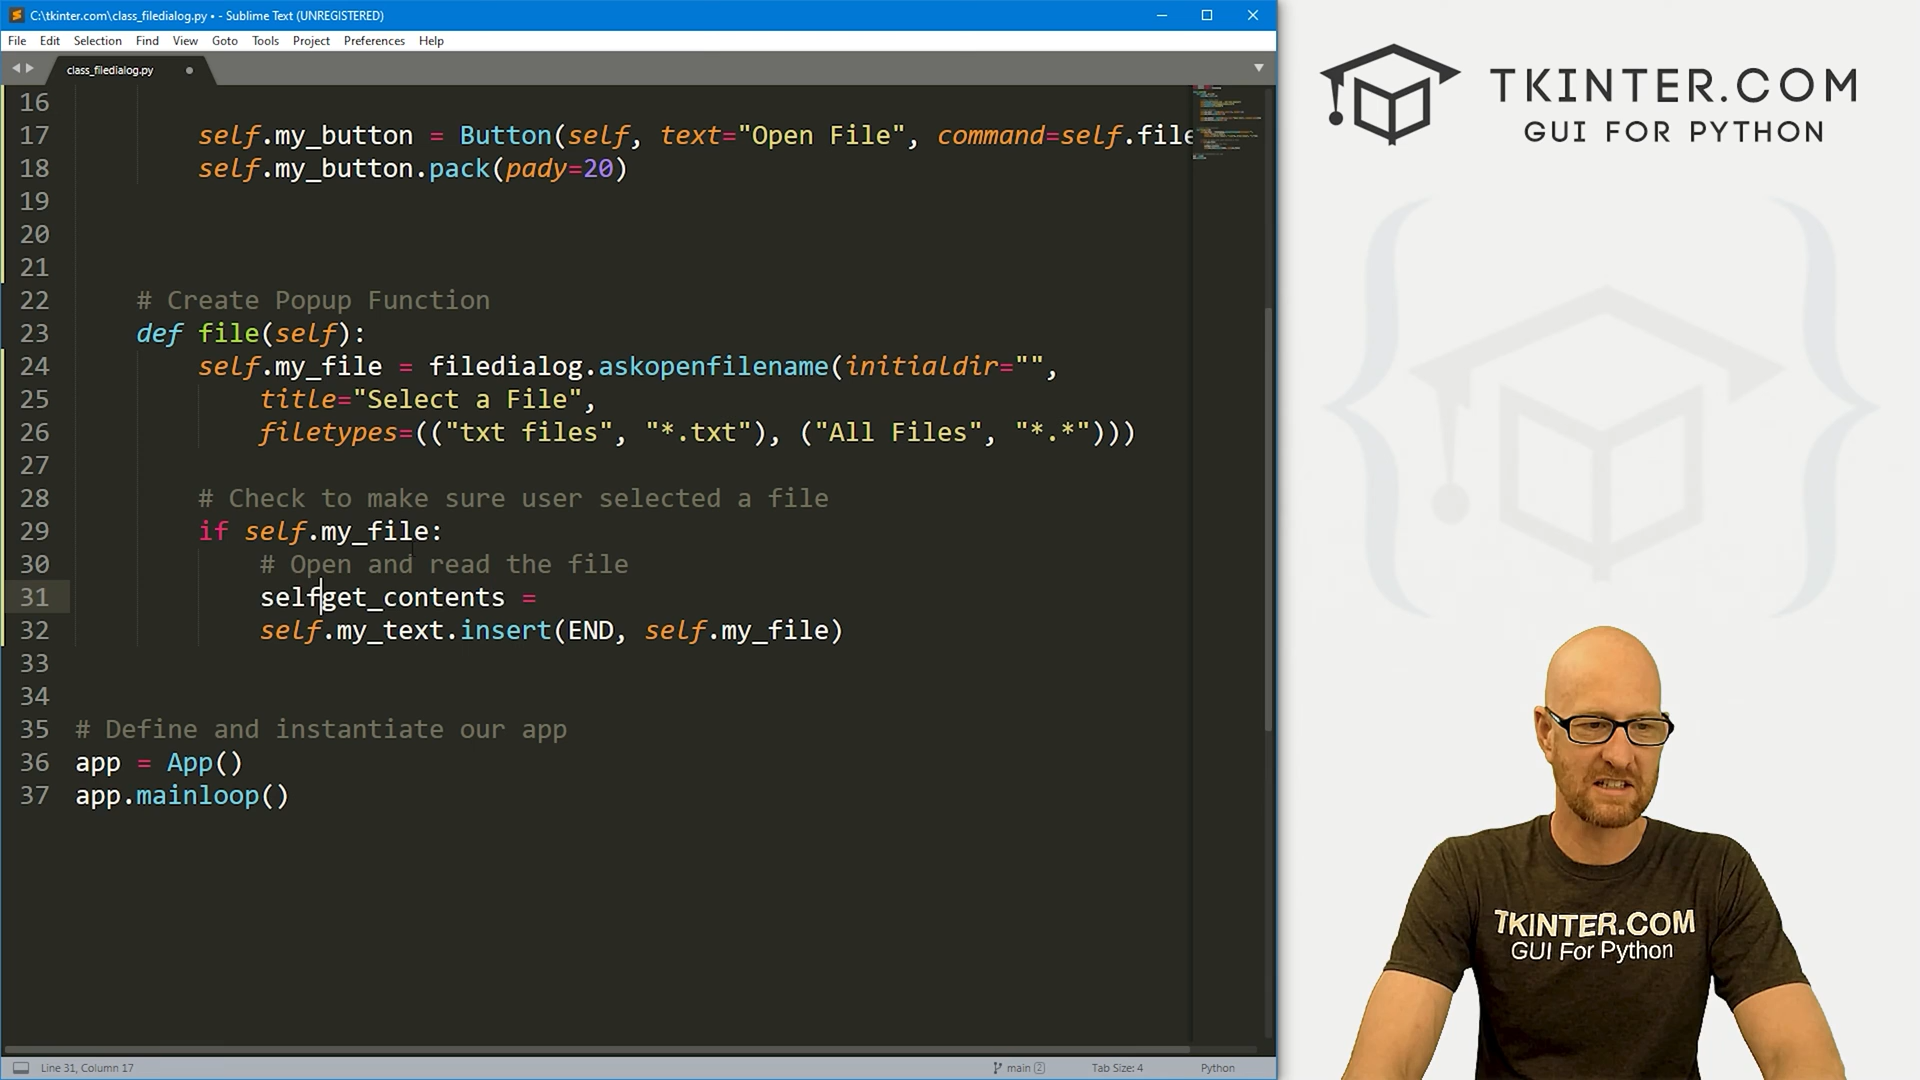 C:\tkinter.com\class_filedialog.py • - Sublime Text (UNREGISTERED)
File Edit Selection Find View Goto Tools Project Preferences Help
class_filedialog.py
16
17 self.my_button = Button(self, text="Open File", command=self.file
18 self.my_button.pack(pady=20)
19
20
21
22 # Create Popup Function
23 def file(self):
24 self.my_file = filedialog.askopenfilename(initialdir="",
25 title="Select a File",
26 filetypes=(("txt files", "*.txt"), ("All Files", "*.*")))
27
28 # Check to make sure user selected a file
29 if self.my_file:
30 # Open and read the file
31 selfget_contents =
32 self.my_text.insert(END, self.my_file)
33
34
35 # Define and instantiate our app
36 app = App()
37 app.mainloop()
Line 31, Column 17
main 2
Tab Size: 4
Python
TKINTER.COM
GUI FOR PYTHON
TKINTER.COM
GUI For Python